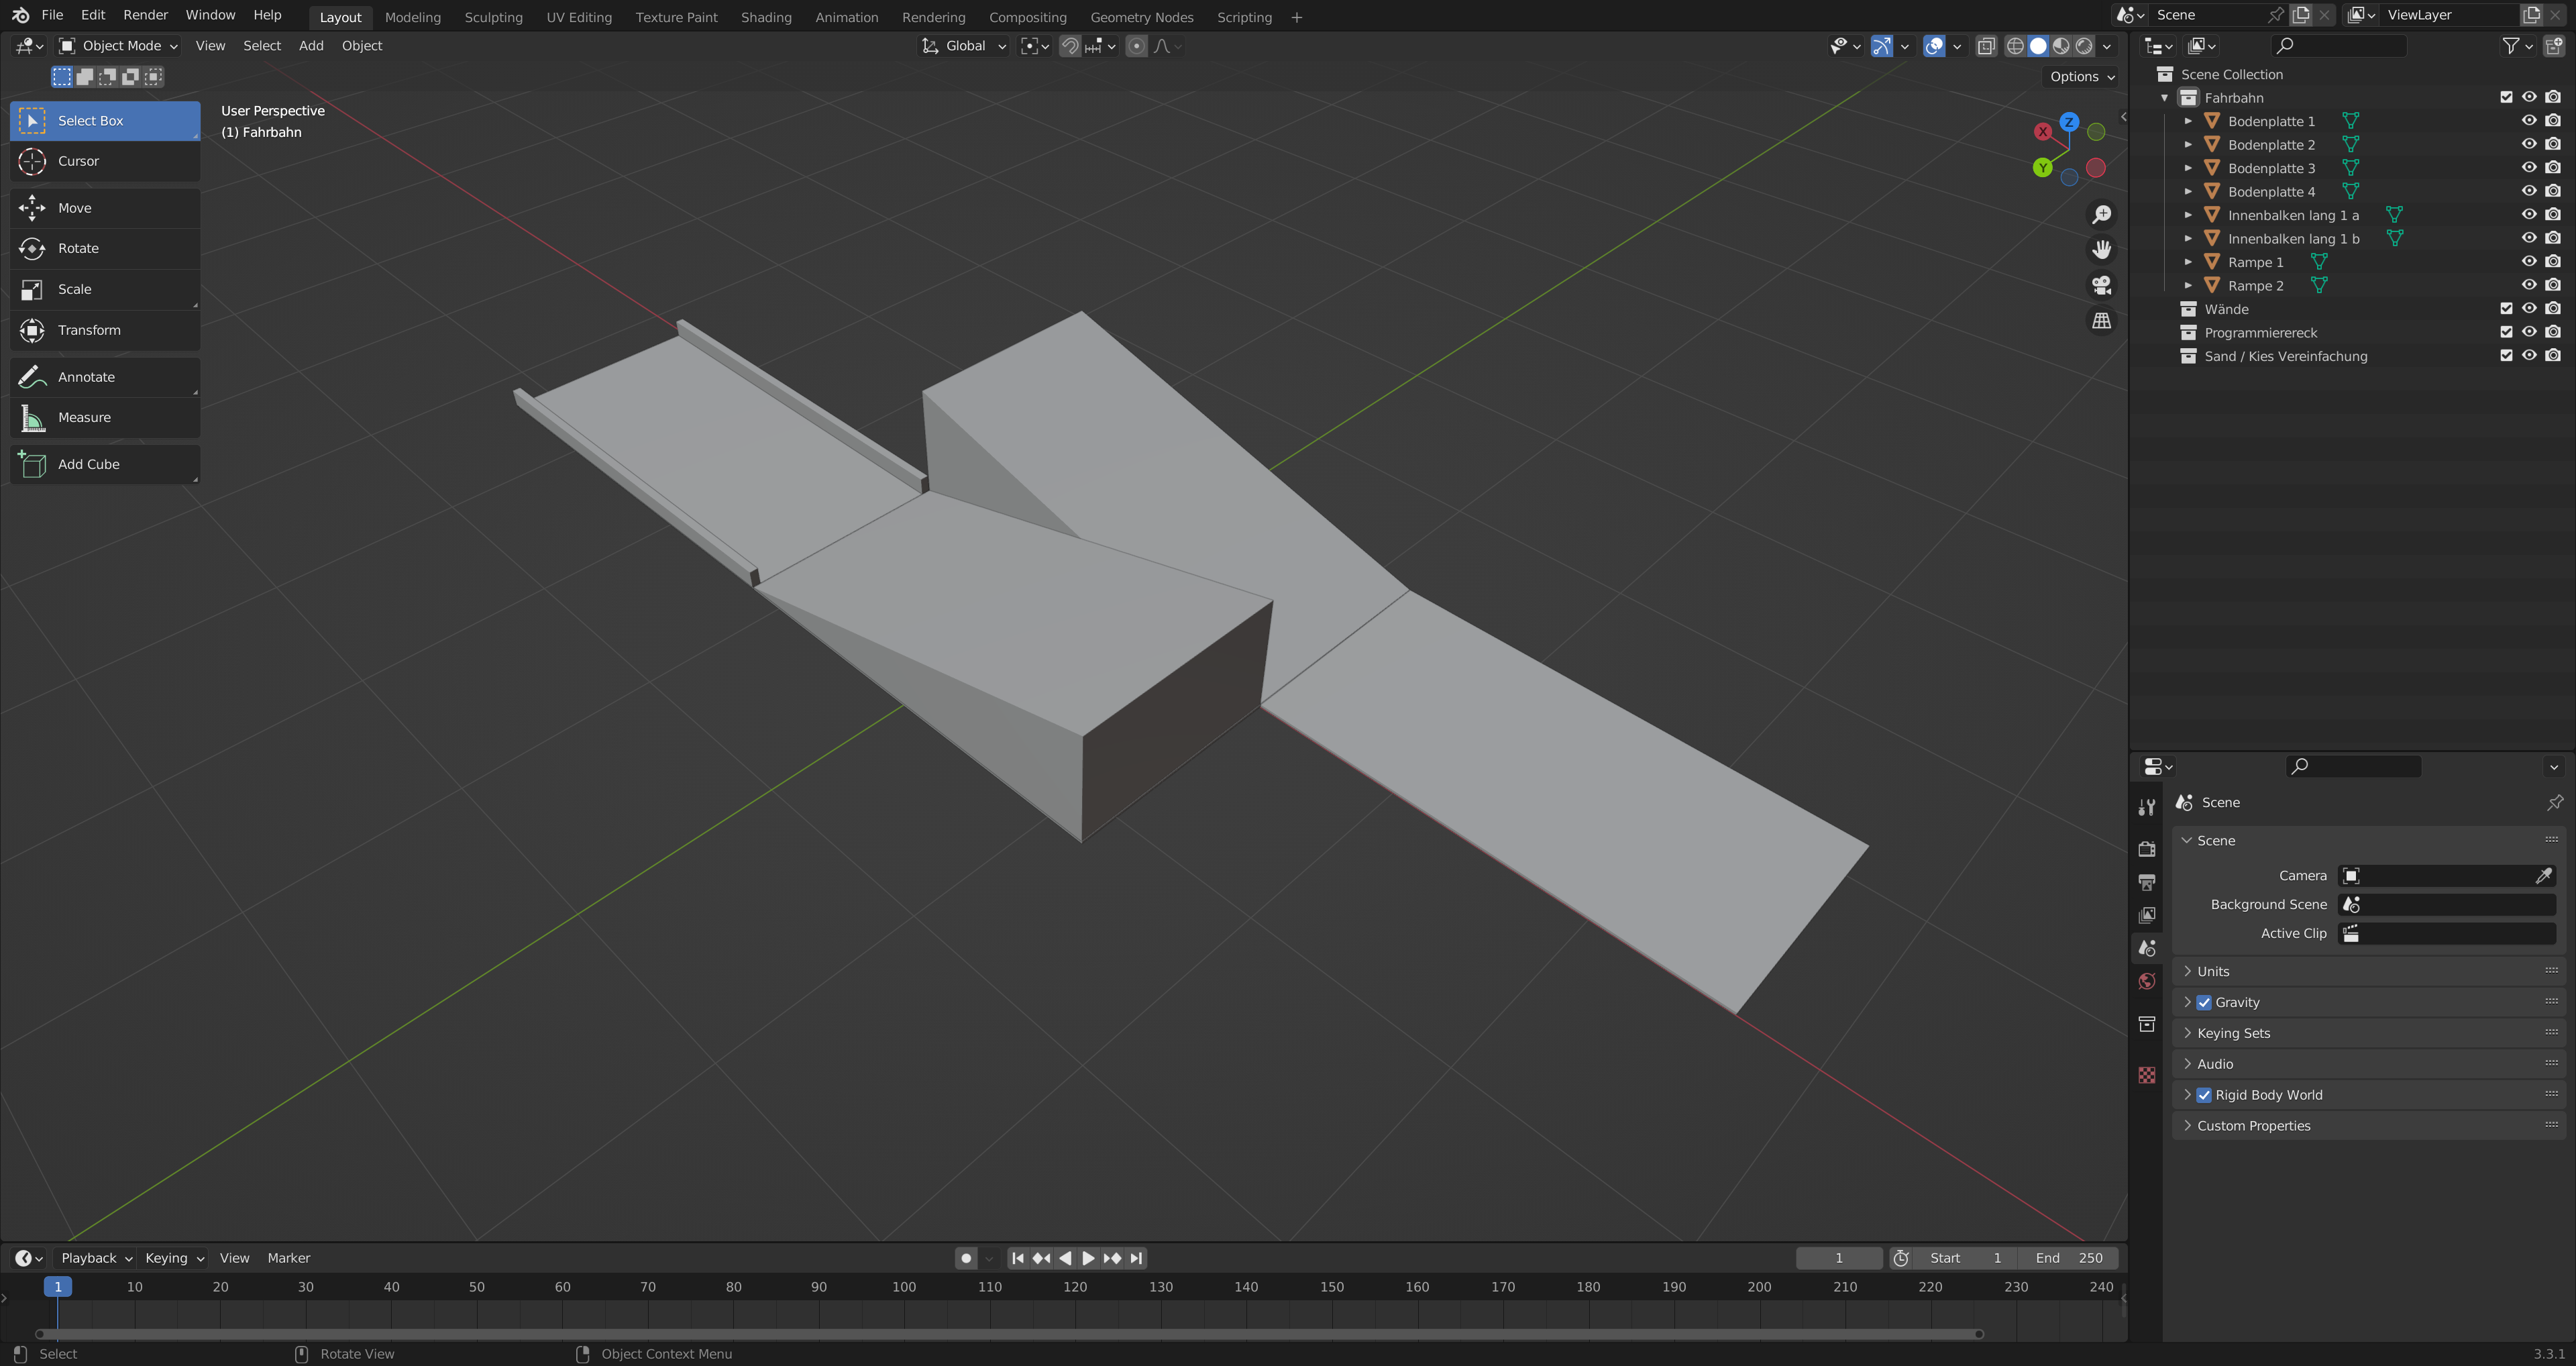 File Edit Render Window Help Layout Modeling Sculpting UV Editing Texture Paint Shading Animation Rendering Compositing Geometry Nodes Scripting + Scene ViewLayer
Object Mode View Select Add Object Global
Options
User Perspective
(1) Fahrbahn
Select Box
Cursor
Move
Rotate
Scale
Transform
Annotate
Measure
Add Cube
Z
X
Y
Scene Collection
Fahrbahn
Bodenplatte 1
Bodenplatte 2
Bodenplatte 3
Bodenplatte 4
Innenbalken lang 1 a
Innenbalken lang 1 b
Rampe 1
Rampe 2
Wände
Programmierereck
Sand / Kies Vereinfachung
Scene
Scene
Camera
Background Scene
Active Clip
Units
Gravity
Keying Sets
Audio
Rigid Body World
Custom Properties
Playback Keying View Marker 1 Start 1 End 250
1 10 20 30 40 50 60 70 80 90 100 110 120 130 140 150 160 170 180 190 200 210 220 230 240
Select Rotate View Object Context Menu 3.3.1